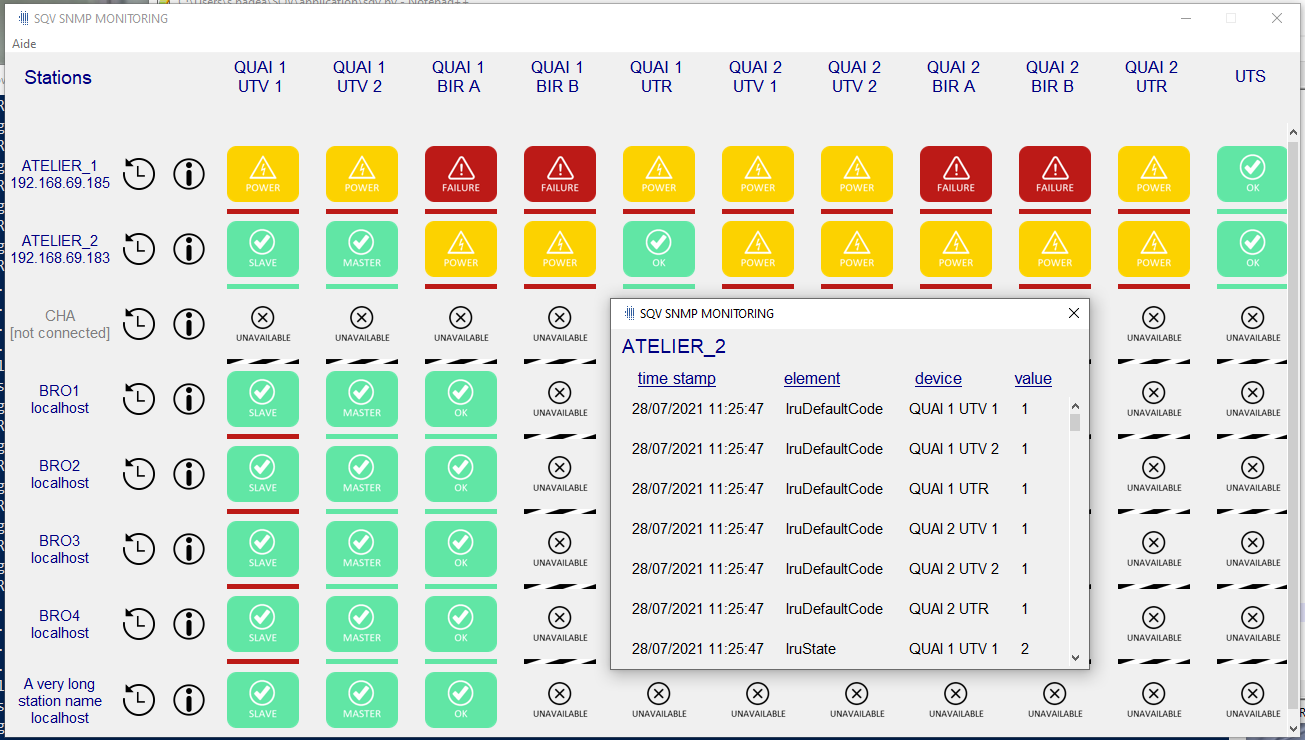 SQV SNMP MONITORING
Aide
Stations
QUAI 1 UTV 1
QUAI 1 UTV 2
QUAI 1 BIR A
QUAI 1 BIR B
QUAI 1 UTR
QUAI 2 UTV 1
QUAI 2 UTV 2
QUAI 2 BIR A
QUAI 2 BIR B
QUAI 2 UTR
UTS
ATELIER_1
192.168.69.185
POWER POWER FAILURE FAILURE POWER POWER POWER FAILURE FAILURE POWER OK
ATELIER_2
192.168.69.183
SLAVE MASTER POWER POWER OK POWER POWER POWER POWER POWER OK
CHA
[not connected]
UNAVAILABLE UNAVAILABLE UNAVAILABLE UNAVAILABLE UNAVAILABLE UNAVAILABLE
BRO1
localhost
SLAVE MASTER OK UNAVAILABLE UNAVAILABLE UNAVAILABLE
BRO2
localhost
SLAVE MASTER OK UNAVAILABLE UNAVAILABLE UNAVAILABLE
BRO3
localhost
SLAVE MASTER OK UNAVAILABLE UNAVAILABLE UNAVAILABLE
BRO4
localhost
SLAVE MASTER OK UNAVAILABLE UNAVAILABLE UNAVAILABLE
A very long
station name
localhost
SLAVE MASTER OK UNAVAILABLE UNAVAILABLE UNAVAILABLE UNAVAILABLE UNAVAILABLE UNAVAILABLE UNAVAILABLE UNAVAILABLE
SQV SNMP MONITORING
ATELIER_2
time stamp element device value
28/07/2021 11:25:47 lruDefaultCode QUAI 1 UTV 1 1
28/07/2021 11:25:47 lruDefaultCode QUAI 1 UTV 2 1
28/07/2021 11:25:47 lruDefaultCode QUAI 1 UTR 1
28/07/2021 11:25:47 lruDefaultCode QUAI 2 UTV 1 1
28/07/2021 11:25:47 lruDefaultCode QUAI 2 UTV 2 1
28/07/2021 11:25:47 lruDefaultCode QUAI 2 UTR 1
28/07/2021 11:25:47 lruState QUAI 1 UTV 1 2